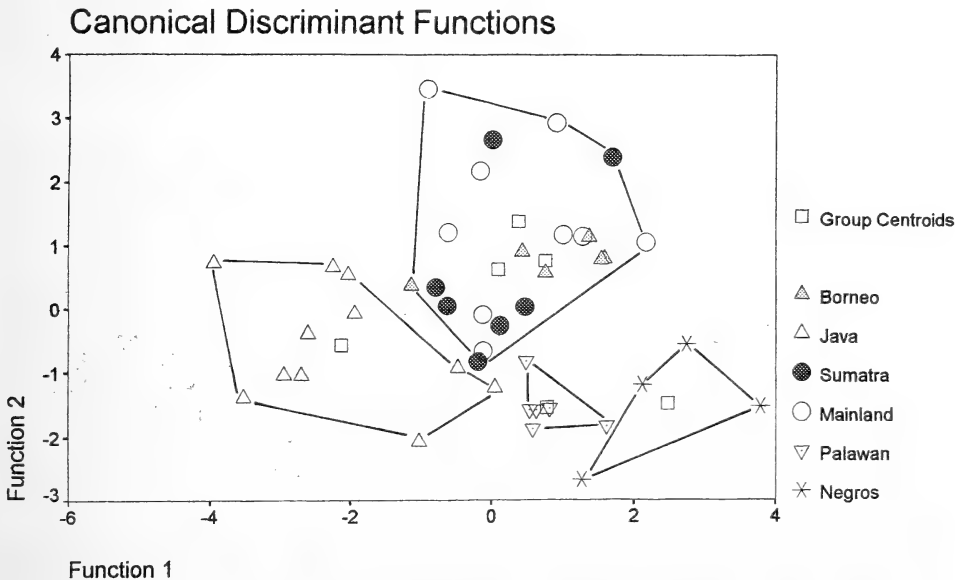 Canonical Discriminant Functions
4
3
2
1
0
-1
-2
-3
-6
-4
-2
0
2
4
Function 2
Function 1
Group Centroids
Borneo
Java
Sumatra
Mainland
Palawan
Negros